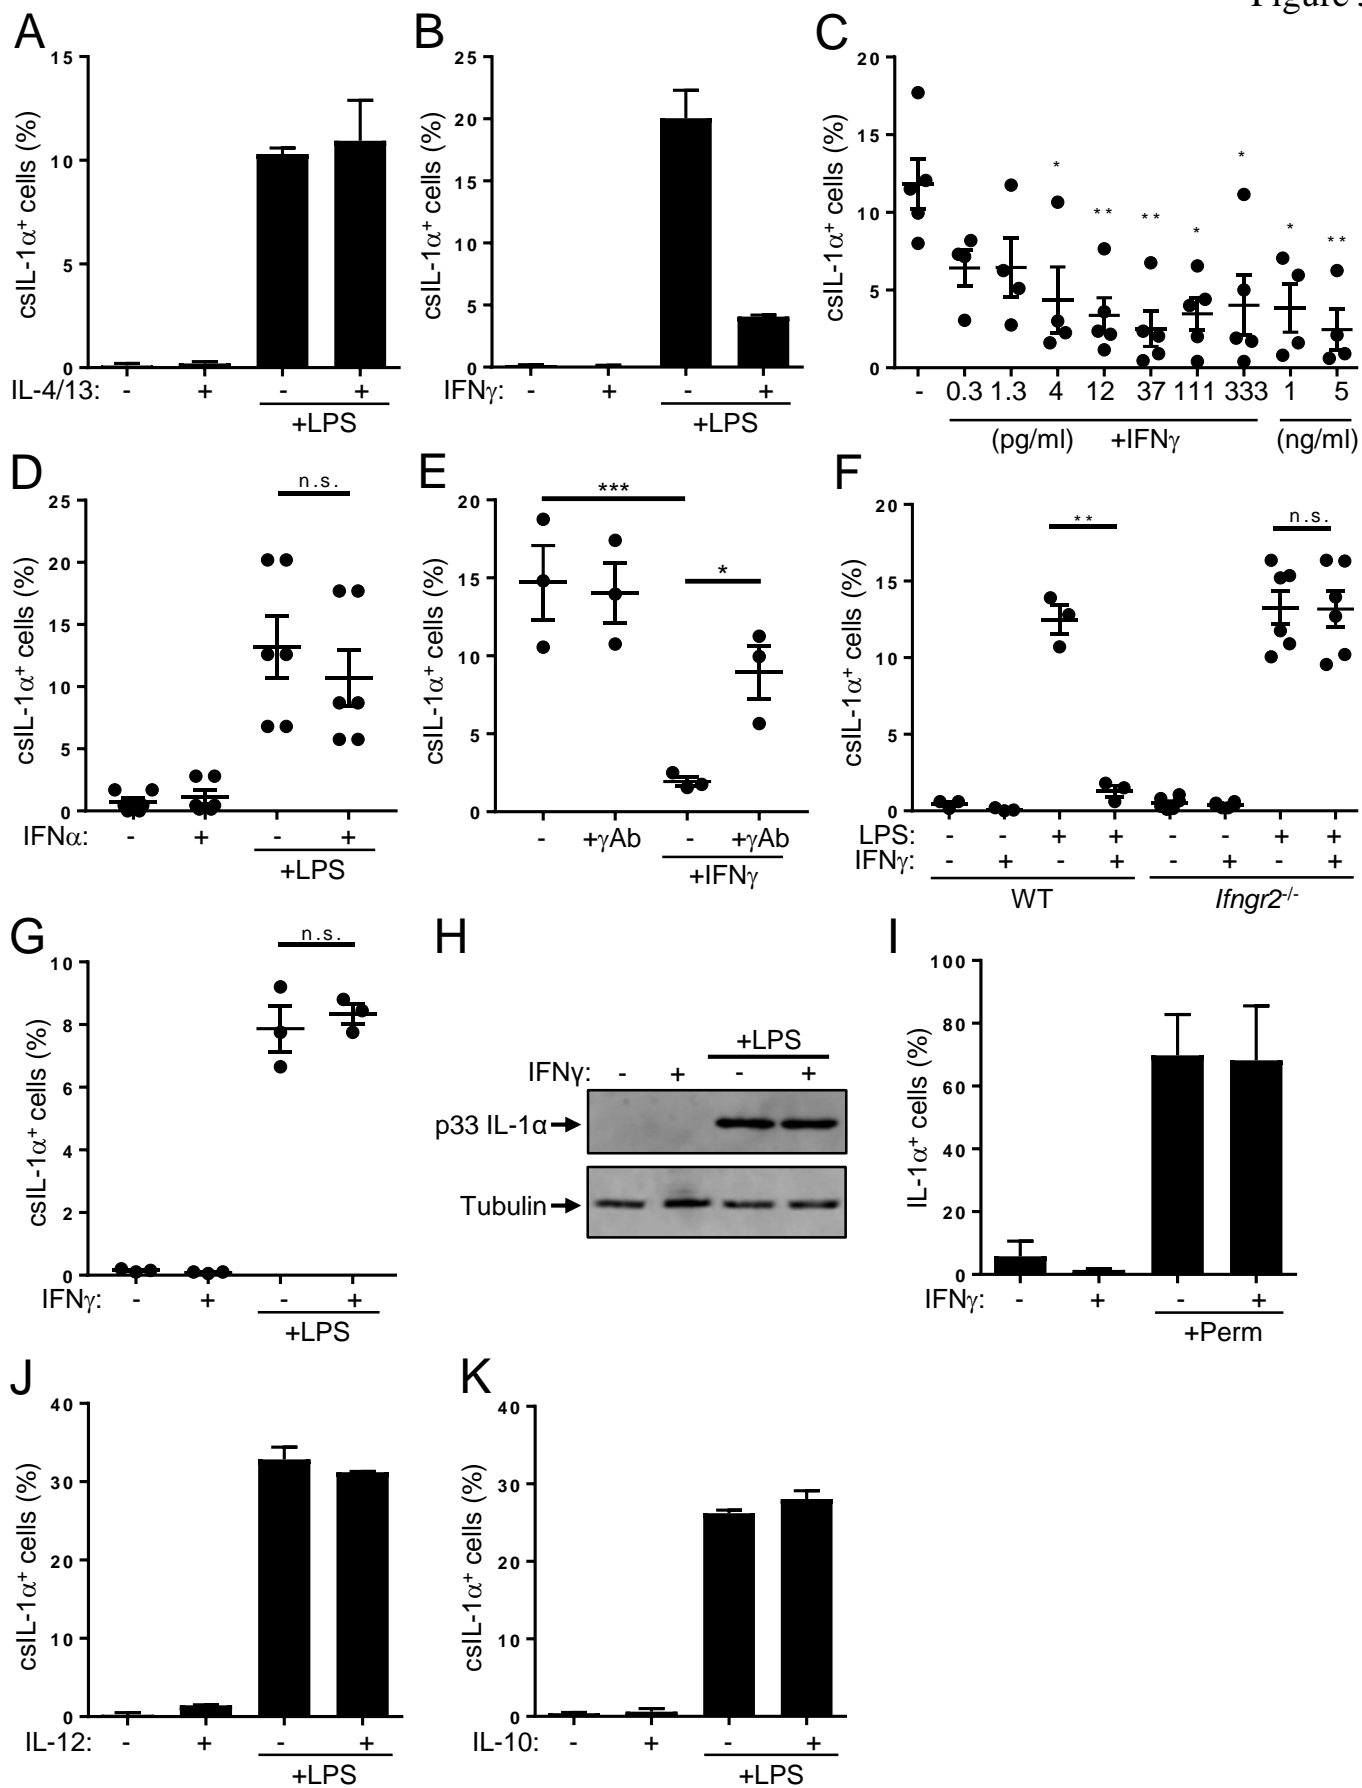 Figure
A
15
10
5
0
csIL-1α+ cells (%)
IL-4/13: - + - +
+LPS
B
25
20
15
10
5
0
csIL-1α+ cells (%)
IFNγ: - + - +
+LPS
C
20
15
10
5
0
csIL-1α+ cells (%)
* ** ** * * * **
- 0.3 1.3 4 12 37 111 333 1 5
(pg/ml) +IFNγ (ng/ml)
D
25
20
15
10
5
0
csIL-1α+ cells (%)
n.s.
IFNα: - + - +
+LPS
E
20
15
10
5
0
csIL-1α+ cells (%)
***
*
- +γAb - +γAb
+IFNγ
F
20
15
10
5
0
csIL-1α+ cells (%)
** n.s.
LPS: - - + + - - + +
IFNγ: - + - + - + - +
WT Ifngr2-/-
G
10
8
6
4
2
0
csIL-1α+ cells (%)
n.s.
IFNγ: - + - +
+LPS
H
+LPS
IFNγ: - + - +
p33 IL-1α
Tubulin
I
100
80
60
40
20
0
IL-1α+ cells (%)
IFNγ: - + - +
+Perm
J
40
30
20
10
0
csIL-1α+ cells (%)
IL-12: - + - +
+LPS
K
40
30
20
10
0
csIL-1α+ cells (%)
IL-10: - + - +
+LPS